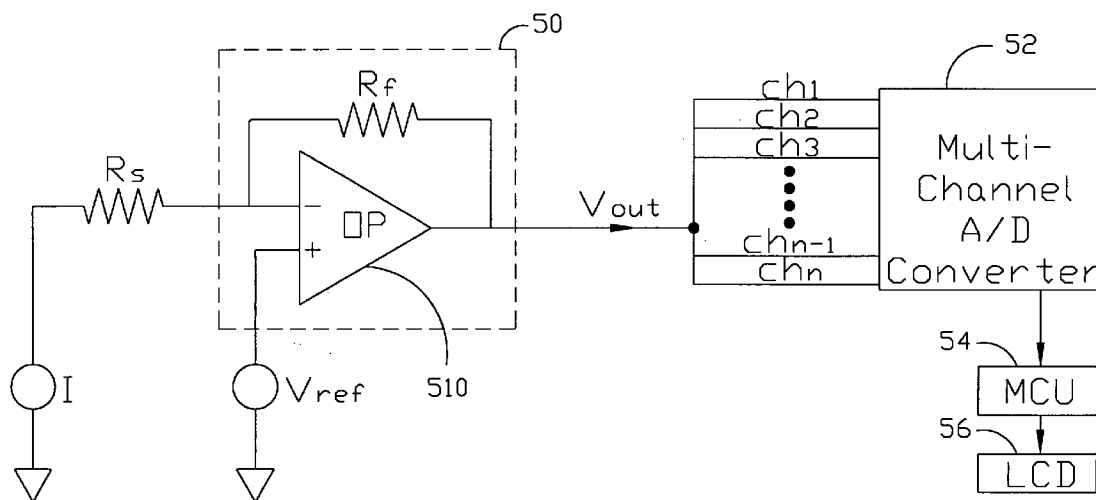 50
Rf
Rs
OP
−
+
510
I
Vref
Vout
ch1
ch2
ch3
chn-1
chn
52
Multi-
Channel
A/D
Converter
54
MCU
56
LCD